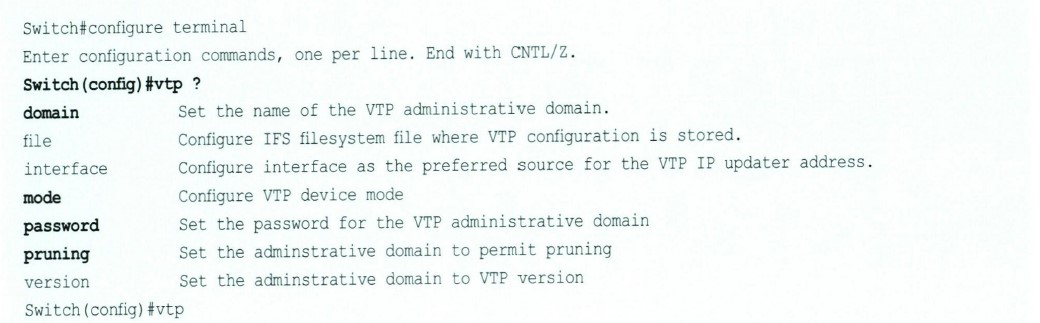 Switch#configure terminal
Enter configuration commands, one per line. End with CNTL/Z.
Switch(config)#vtp ?
domain Set the name of the VTP administrative domain.
file Configure IFS filesystem file where VTP configuration is stored.
interface Configure interface as the preferred source for the VTP IP updater address.
mode Configure VTP device mode
password Set the password for the VTP administrative domain
pruning Set the adminstrative domain to permit pruning
version Set the adminstrative domain to VTP version
Switch(config)#vtp